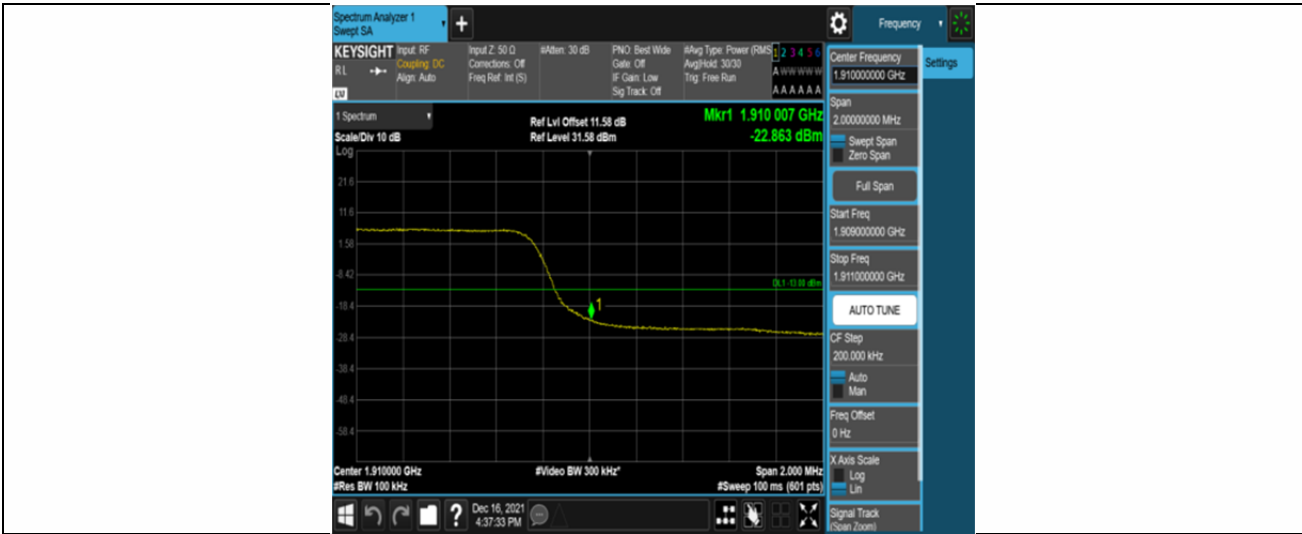 Spectrum Analyzer 1
Swept SA
+
Frequency
KEYSIGHT
R L
Input: RF
Coupling: DC
Align: Auto
Input Z: 50 Ω
Corrections: Off
Freq Ref: Int (S)
#Atten: 30 dB
PNO: Best Wide
Gate: Off
IF Gain: Low
Sig Track: Off
#Avg Type: Power (RMS
Avg|Hold: 30/30
Trig: Free Run
1 2 3 4 5 6
A W W W W W
A A A A A A
1 Spectrum
Scale/Div 10 dB
Log
Ref Lvl Offset 11.58 dB
Ref Level 31.58 dBm
Mkr1 1.910 007 GHz
-22.863 dBm
21.6
11.6
1.58
-8.42
-18.4
-28.4
-38.4
-48.4
-58.4
DL1 -13.00 dBm
1
Center 1.910000 GHz
#Res BW 100 kHz
#Video BW 300 kHz*
Span 2.000 MHz
#Sweep 100 ms (601 pts)
?
Dec 16, 2021
4:37:33 PM
Center Frequency
1.910000000 GHz
Settings
Span
2.00000000 MHz
Swept Span
Zero Span
Full Span
Start Freq
1.909000000 GHz
Stop Freq
1.911000000 GHz
AUTO TUNE
CF Step
200.000 kHz
Auto
Man
Freq Offset
0 Hz
X Axis Scale
Log
Lin
Signal Track
(Span Zoom)